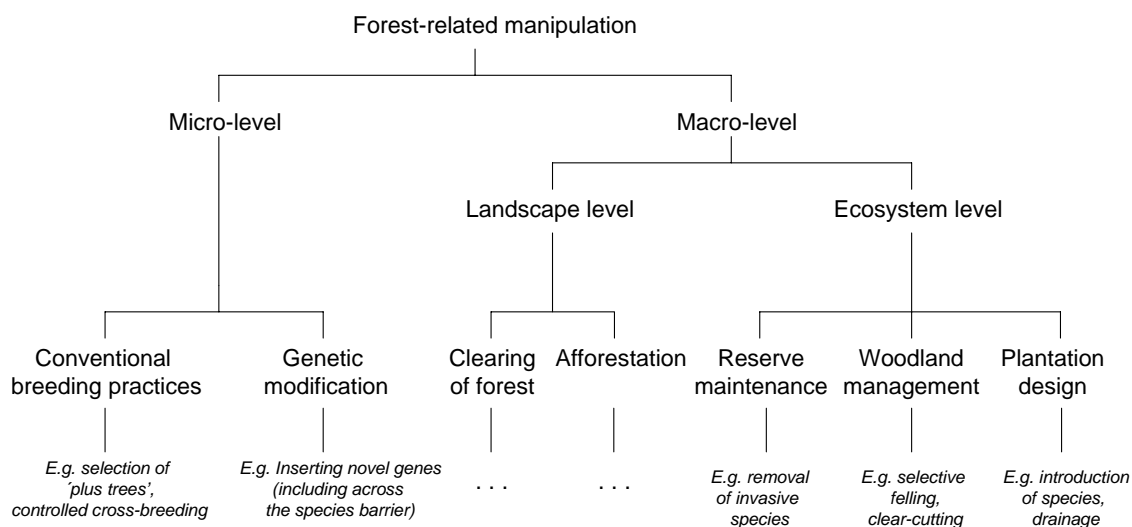 Forest-related manipulation
Micro-level
Macro-level
Landscape level
Ecosystem level
Conventional
breeding practices
Genetic
modification
Clearing
of forest
Afforestation
Reserve
maintenance
Woodland
management
Plantation
design
E.g. selection of
´plus trees’,
controlled cross-breeding
E.g. Inserting novel genes
(including across
the species barrier)
. . .
. . .
E.g. removal
of invasive
species
E.g. selective
felling,
clear-cutting
E.g. introduction
of species,
drainage